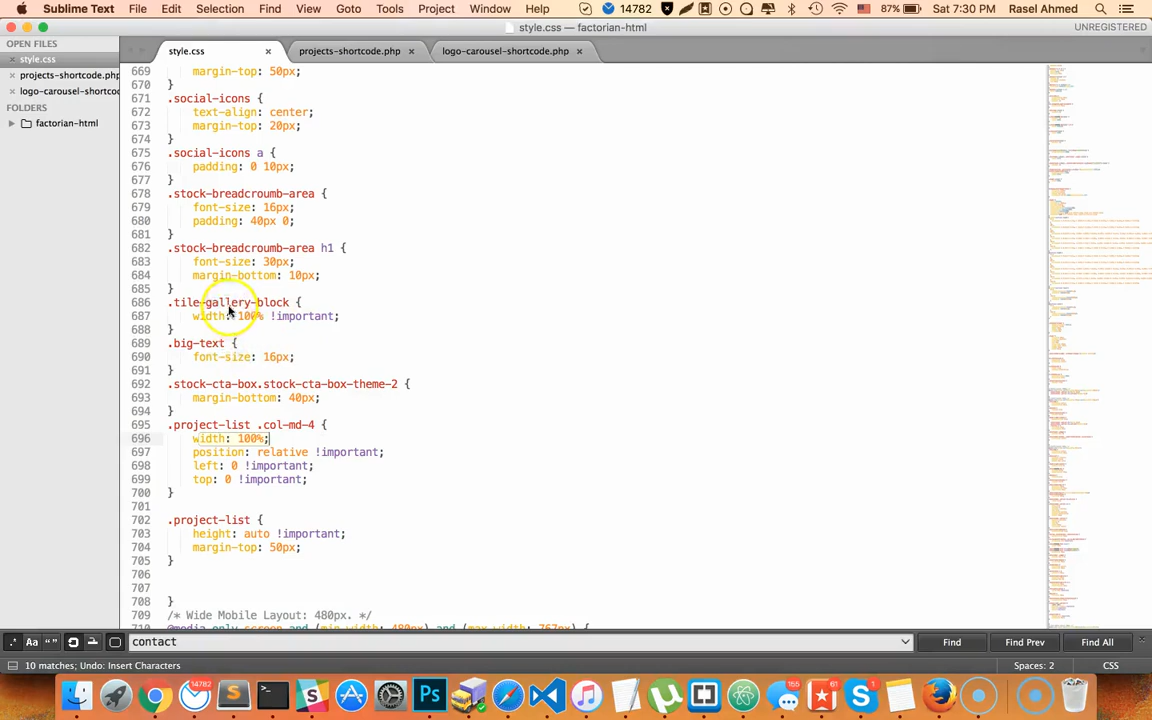 Sublime Text File Edit Selection Find View Goto Tools Project Window Help 14782 87% Sat 7:30 PM Rasel Ahmed
style.css — factorian-html UNREGISTERED
OPEN FILES
style.css
projects-shortcode.php
logo-carousel-shortcod
FOLDERS
factorian-html
style.css projects-shortcode.php logo-carousel-shortcode.php
669 margin-top: 50px;
670 }
671 .social-icons {
672 text-align: center;
673 margin-top: 20px;
674 }
675 .social-icons a {
676 padding: 0 10px;
677 }
678 .stock-breadcroumb-area {
679 font-size: 16px;
680 padding: 40px 0;
681 }
682 .stock-breadcroumb-area h1 {
683 font-size: 30px;
684 margin-bottom: 10px;
685 }
686 .tile-gallery-block {
687 width: 100% !important;
688 }
689 .big-text {
690 font-size: 16px;
691 }
692 .stock-cta-box.stock-cta-box-theme-2 {
693 margin-bottom: 40px;
694 }
695 .project-list .col-md-4 {
696 width: 100%;
697 position: relative !important;
698 left: 0 !important;
699 top: 0 !important;
700 }
701
702 .project-list {
703 height: auto !important;
704 margin-top: 50px;
705 }
706
707
708 }
709 /* Wide Mobile Layout: 480px. */
710 @media only screen and (min-width: 480px) and (max-width: 767px) {
.* Aa “” contact Find Find Prev Find All
10 matches; Undo: Insert Characters Spaces: 2 CSS
14782 165 61 2